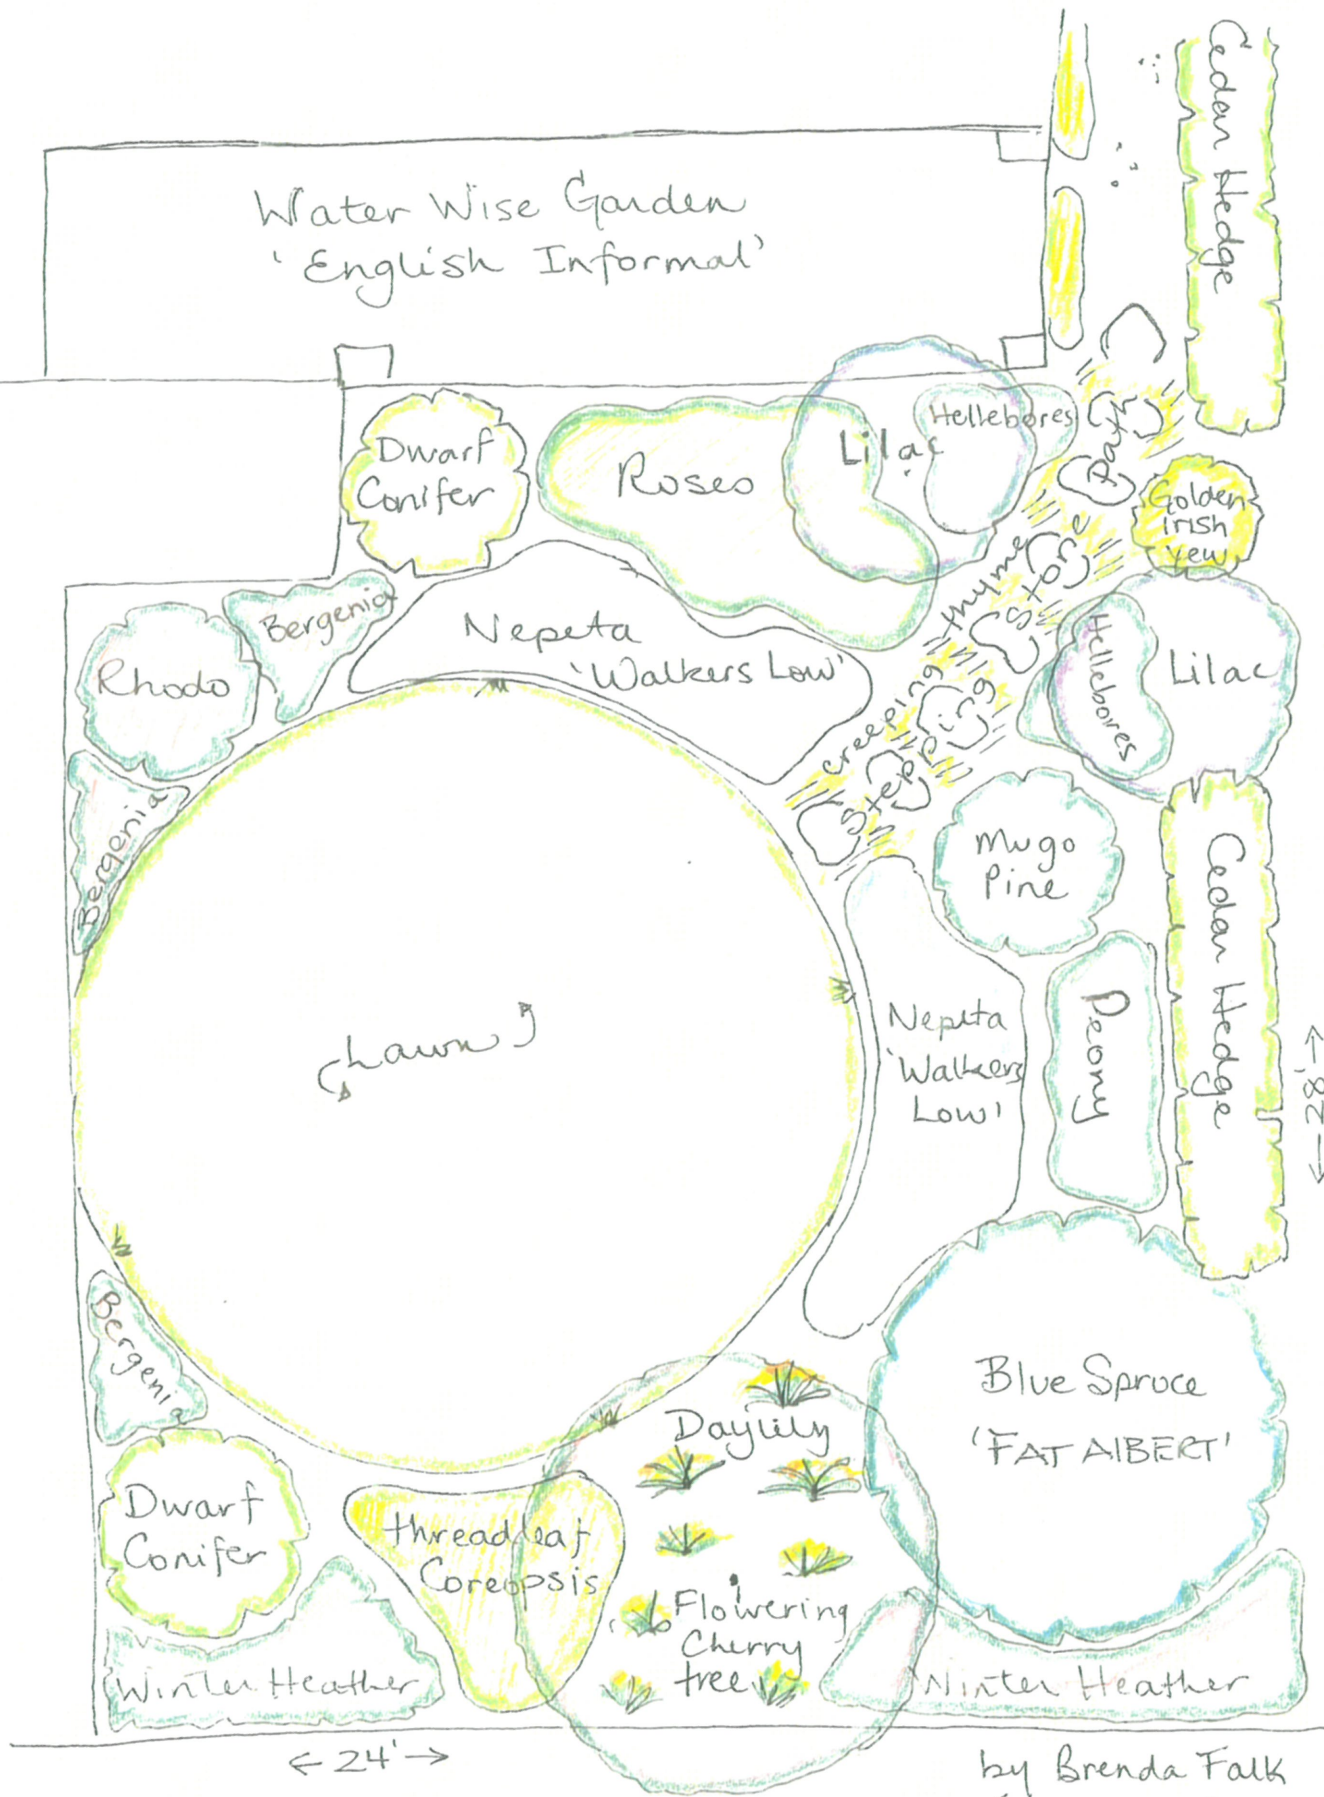 Water Wise Garden
'English Informal'
Cedar Hedge
Dwarf
Conifer
Roses
Lilac
Hellebores
Stepping Stone Path
creeping thyme
Golden
irish
yew
Bergenia
Nepeta
'Walkers Low'
Rhodo
Hellebores
Lilac
Bergenia
Mugo
Pine
Lawn
Nepeta
'Walkers
Low'
Peony
Cedar Hedge
←28'→
Bergenia
Blue Spruce
'FAT AlBERT'
Daylily
Dwarf
Conifer
threadleaf
Coreopsis
Flowering
Cherry
tree
Winter Heather
Winter Heather
←24'→
by Brenda Falk